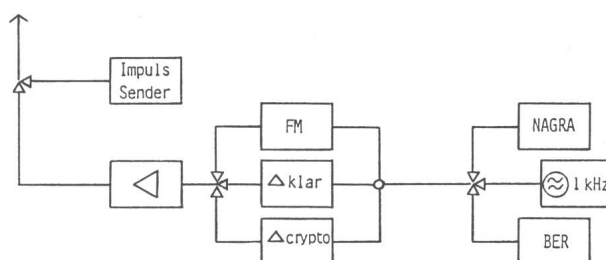 Impuls
Sender
FM
NAGRA
Δ klar
1 kHz
Δ crypto
BER